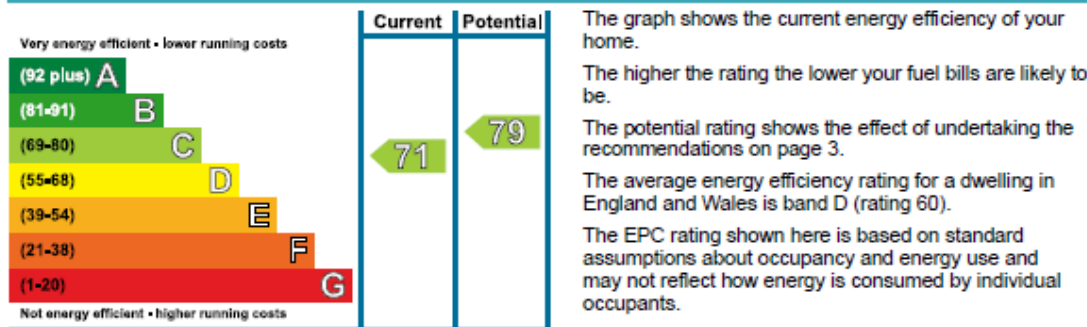 Current Potential
Very energy efficient • lower running costs
(92 plus) A
(81-91) B
(69-80) C
(55-68) D
(39-54) E
(21-38) F
(1-20) G
Not energy efficient • higher running costs
71
79
The graph shows the current energy efficiency of your
home.
The higher the rating the lower your fuel bills are likely to
be.
The potential rating shows the effect of undertaking the
recommendations on page 3.
The average energy efficiency rating for a dwelling in
England and Wales is band D (rating 60).
The EPC rating shown here is based on standard
assumptions about occupancy and energy use and
may not reflect how energy is consumed by individual
occupants.